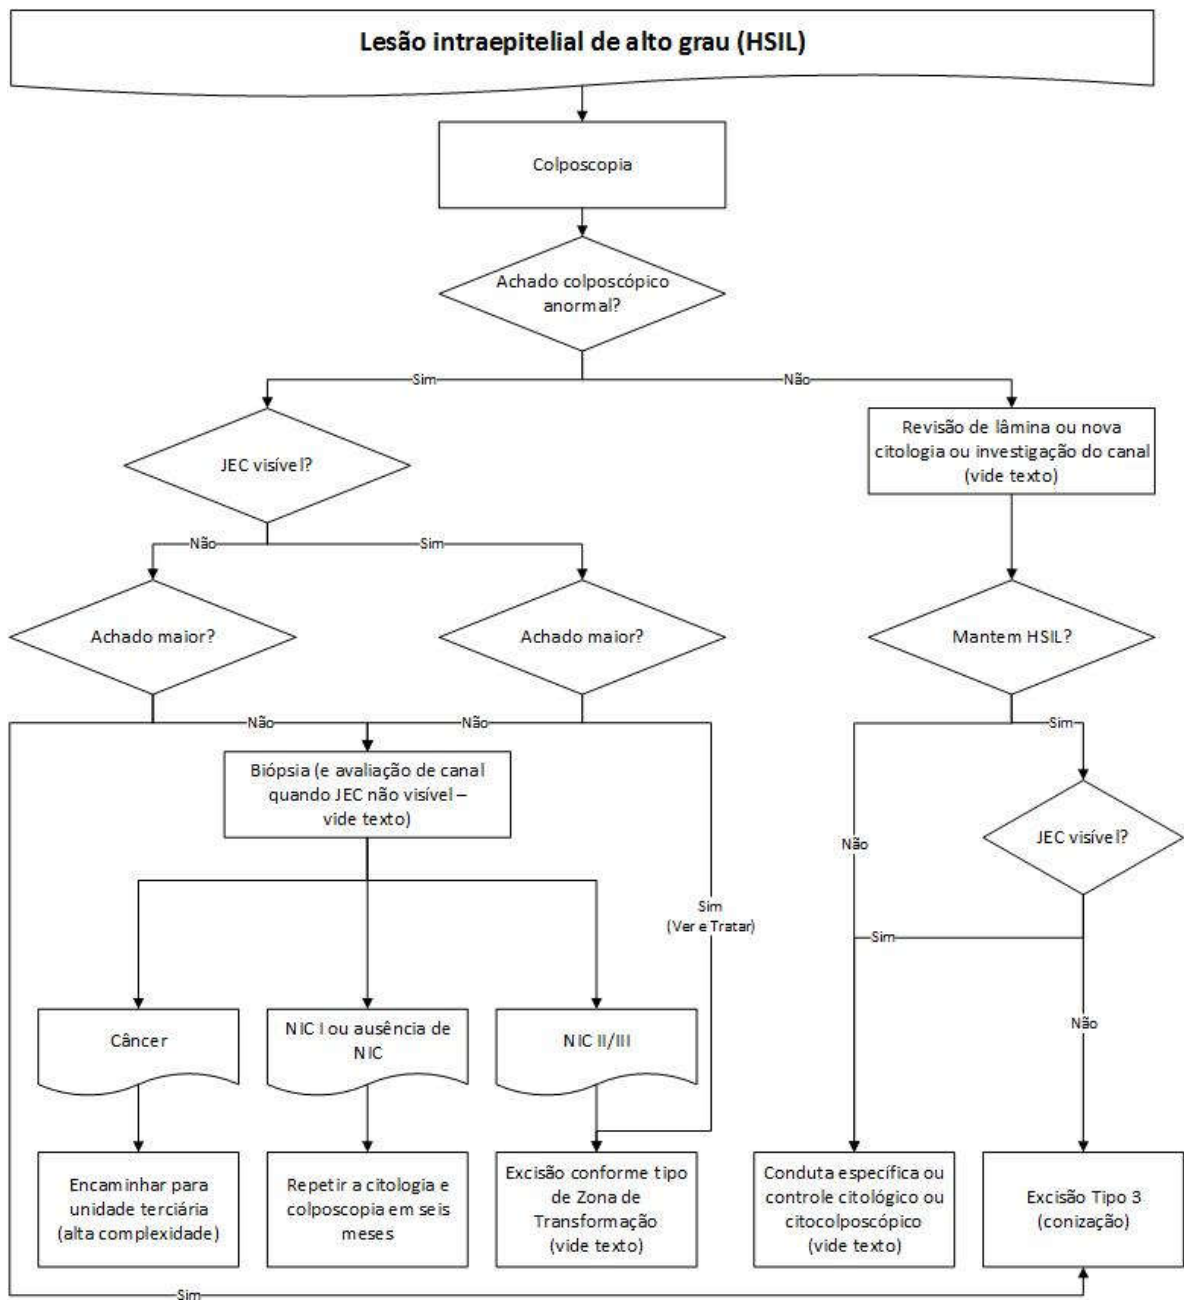 Lesão intraepitelial de alto grau (HSIL)
Colposcopia
Achado colposcópico
anormal?
Sim
Não
JEC visível?
Revisão de lâmina ou nova
citologia ou investigação do canal
(vide texto)
Não
Sim
Achado maior?
Achado maior?
Mantem HSIL?
Não
Não
Sim
Biópsia (e avaliação de canal
quando JEC não visível –
vide texto)
JEC visível?
Não
Sim
(Ver e Tratar)
Sim
Não
Câncer
NIC I ou ausência de
NIC
NIC II/III
Encaminhar para
unidade terciária
(alta complexidade)
Repetir a citologia e
colposcopia em seis
meses
Excisão conforme tipo
de Zona de
Transformação
(vide texto)
Conduta específica ou
controle citológico ou
citocolposcópico
(vide texto)
Excisão Tipo 3
(conização)
Sim